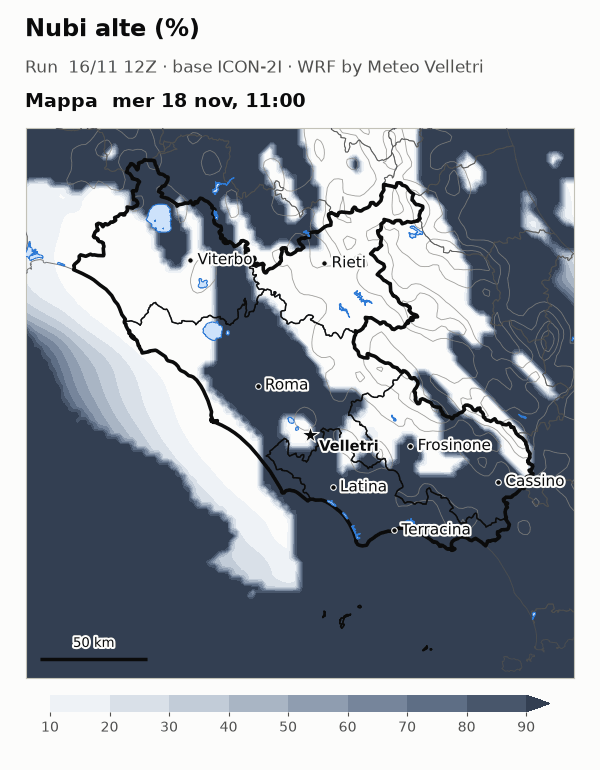 Nubi alte (%)
Run 16/11 12Z · base ICON-2I · WRF by Meteo Velletri
Mappa mer 18 nov, 11:00
Viterbo
Rieti
Roma
Velletri
Frosinone
Cassino
Latina
Terracina
50 km
10 20 30 40 50 60 70 80 90